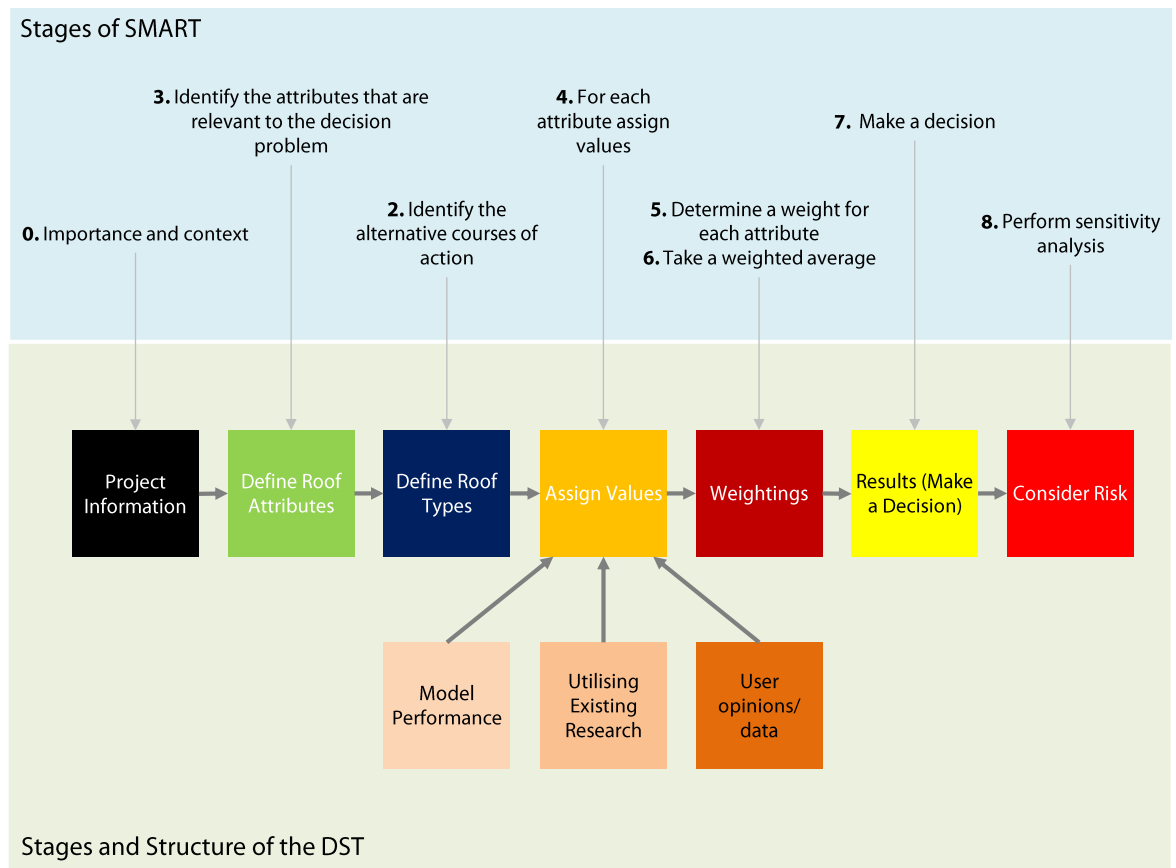 Stages of SMART
3. Identify the attributes that are
relevant to the decision
problem
4. For each
attribute assign
values
7. Make a decision
0. Importance and context
2. Identify the
alternative courses of
action
5. Determine a weight for
each attribute
6. Take a weighted average
8. Perform sensitivity
analysis
Project
Information
Define Roof
Attributes
Define Roof
Types
Assign Values
Weightings
Results (Make
a Decision)
Consider Risk
Model
Performance
Utilising
Existing
Research
User
opinions/
data
Stages and Structure of the DST